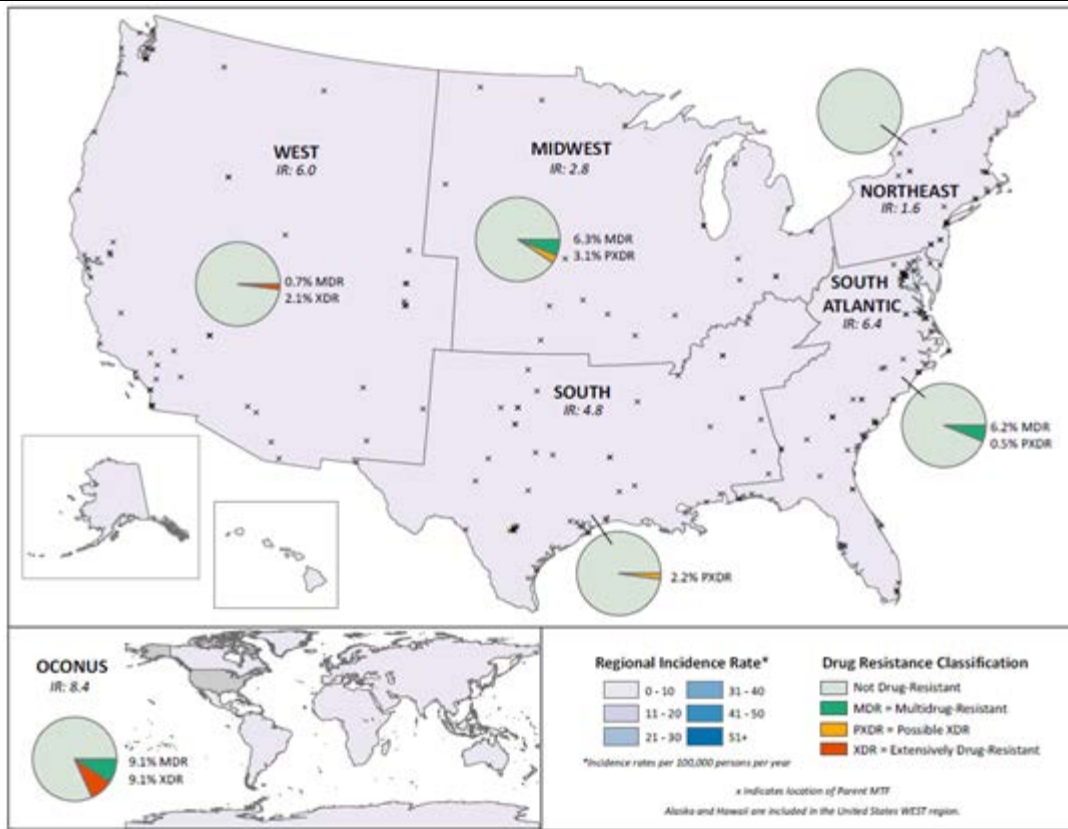 WEST
IR: 6.0
0.7% MDR
2.1% XDR
MIDWEST
IR: 2.8
6.3% MDR
3.1% PXDR
NORTHEAST
IR: 1.6
SOUTH
ATLANTIC
IR: 6.4
6.2% MDR
0.5% PXDR
SOUTH
IR: 4.8
2.2% PXDR
OCONUS
IR: 8.4
9.1% MDR
9.1% XDR
Regional Incidence Rate*
0 - 10
31 - 40
11 - 20
41 - 50
21 - 30
51+
*Incidence rates per 100,000 persons per year
Drug Resistance Classification
Not Drug-Resistant
MDR = Multidrug-Resistant
PXDR = Possible XDR
XDR = Extensively Drug-Resistant
x indicates location of Parent MTF
Alaska and Hawaii are included in the United States WEST region.